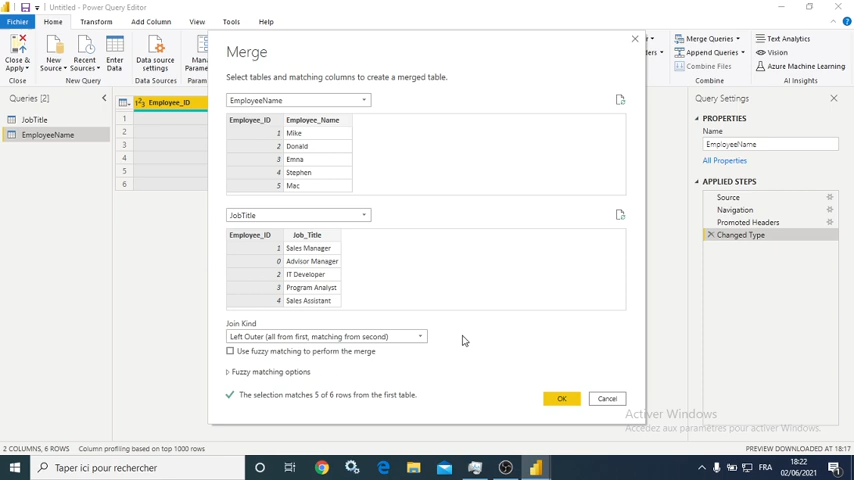 Untitled - Power Query Editor
Fichier Home Transform Add Column View Tools Help
Close & Apply
New Source
Recent Sources
Enter Data
Data source settings
Close
New Query
Data Sources
Merge Queries
Append Queries
Combine Files
Combine
Text Analytics
Vision
Azure Machine Learning
AI Insights
Queries [2]
JobTitle
EmployeeName
Employee_ID
1
2
3
4
5
6
Merge
Select tables and matching columns to create a merged table.
EmployeeName
Employee_ID Employee_Name
1 Mike
2 Donald
3 Emna
4 Stephen
5 Mac
JobTitle
Employee_ID Job_Title
1 Sales Manager
0 Advisor Manager
2 IT Developer
3 Program Analyst
4 Sales Assistant
Join Kind
Left Outer (all from first, matching from second)
Use fuzzy matching to perform the merge
Fuzzy matching options
The selection matches 5 of 6 rows from the first table.
OK Cancel
Query Settings
PROPERTIES
Name
EmployeeName
All Properties
APPLIED STEPS
Source
Navigation
Promoted Headers
Changed Type
Activer Windows
Accédez aux paramètres pour activer Windows.
2 COLUMNS, 6 ROWS Column profiling based on top 1000 rows
PREVIEW DOWNLOADED AT 18:17
Taper ici pour rechercher
FRA
18:22
02/06/2021